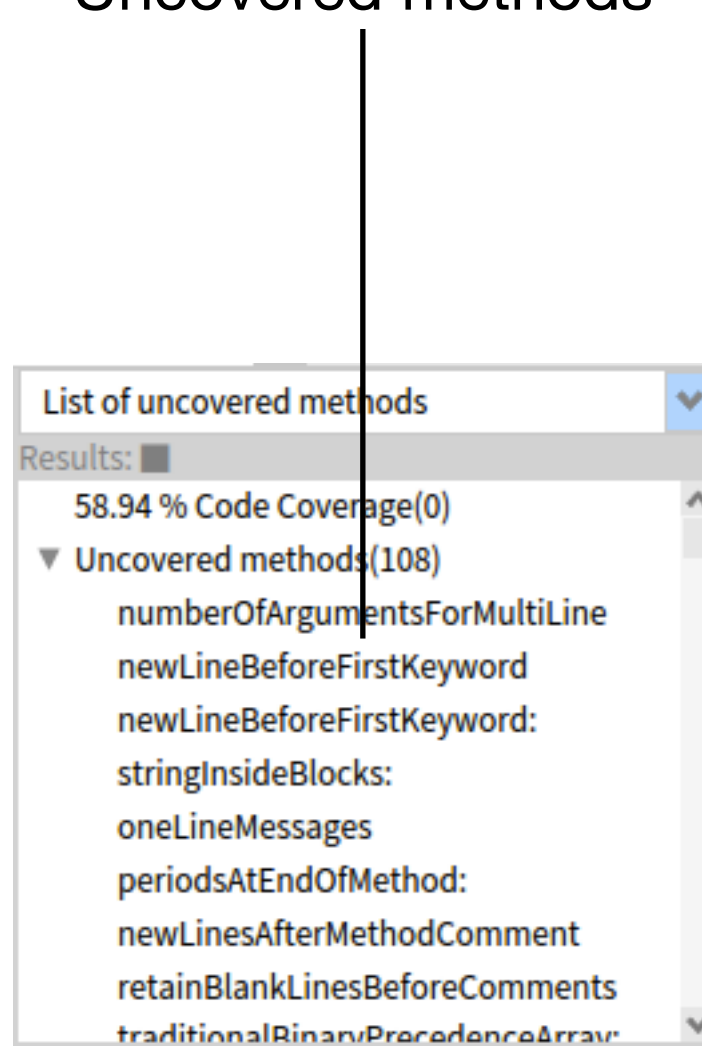 Uncovered methods
List of uncovered methods
Results:
58.94 % Code Coverage(0)
Uncovered methods(108)
numberOfArgumentsForMultiLine
newLineBeforeFirstKeyword
newLineBeforeFirstKeyword:
stringInsideBlocks:
oneLineMessages
periodsAtEndOfMethod:
newLinesAfterMethodComment
retainBlankLinesBeforeComments
traditionalBinaryPrecedenceArray: